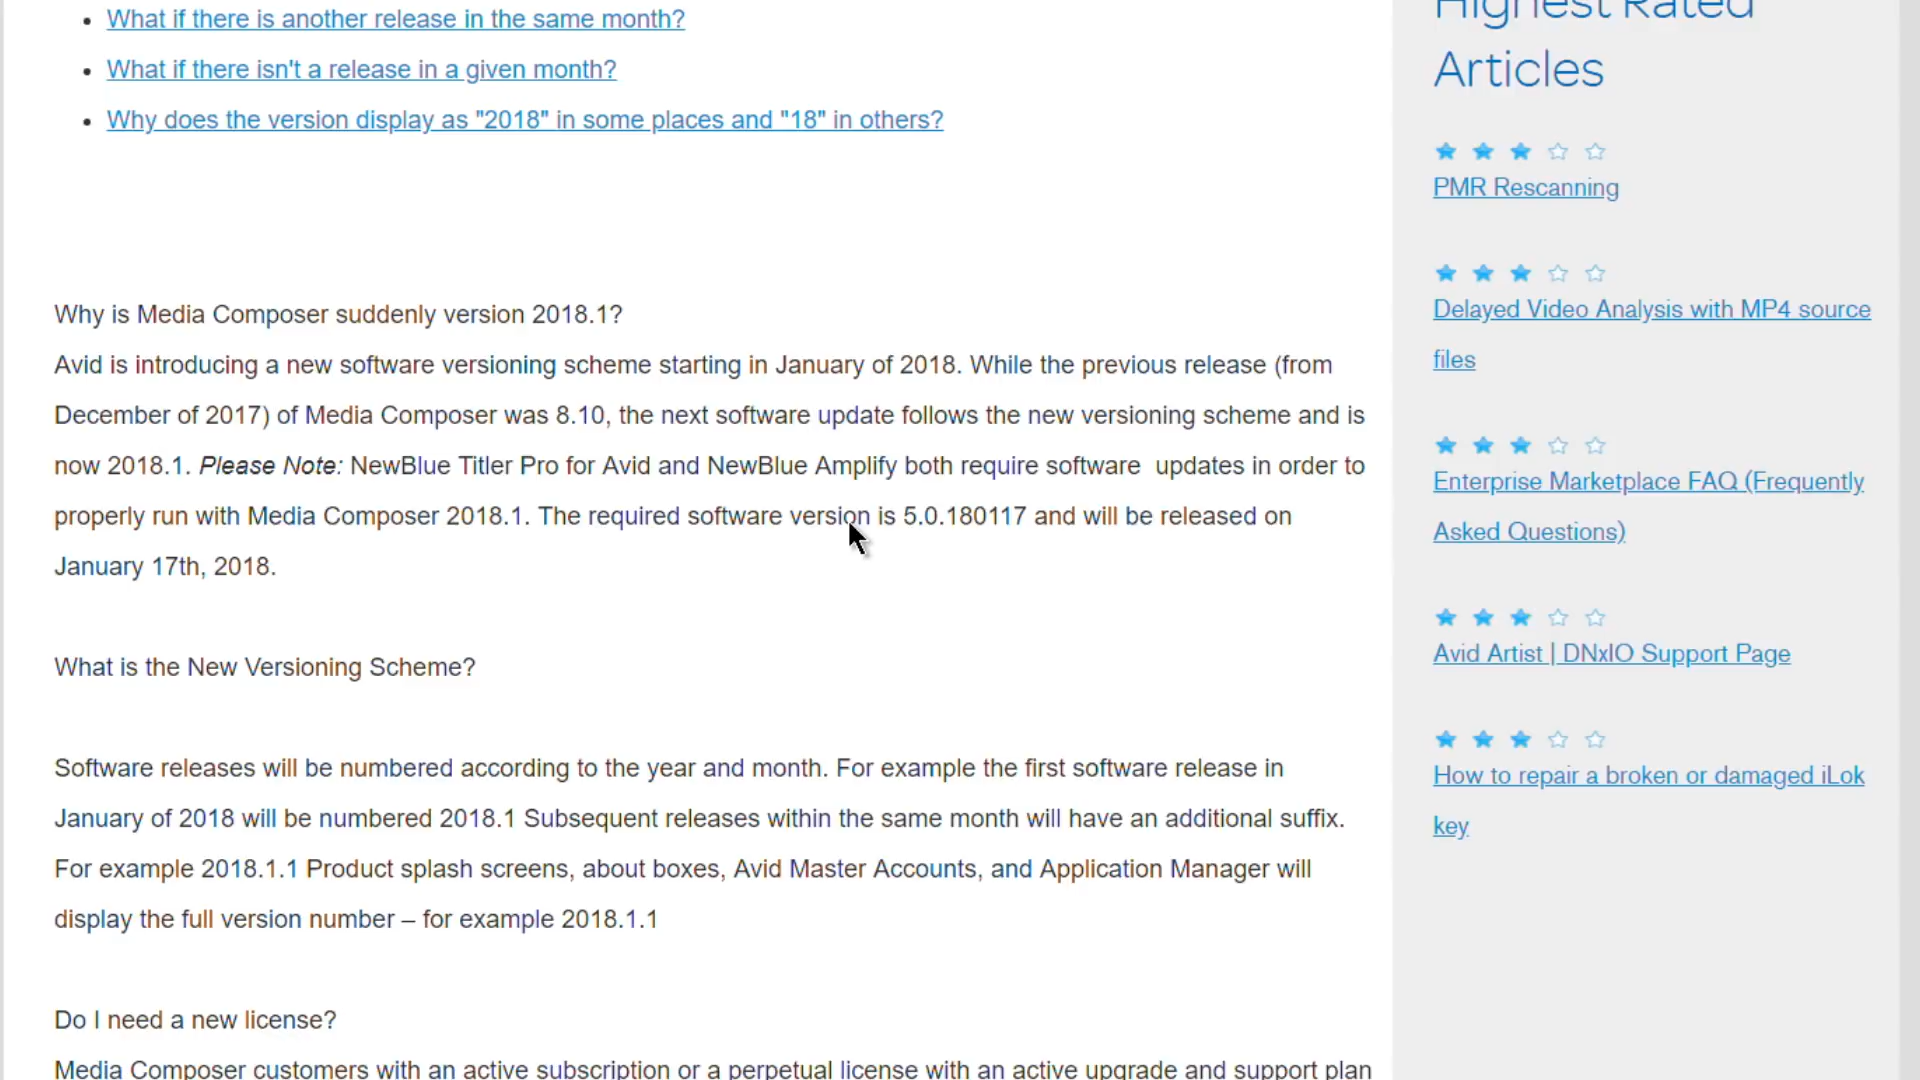 What if there is another release in the same month?
What if there isn't a release in a given month?
Why does the version display as "2018" in some places and "18" in others?
Why is Media Composer suddenly version 2018.1?
Avid is introducing a new software versioning scheme starting in January of 2018. While the previous release (from
December of 2017) of Media Composer was 8.10, the next software update follows the new versioning scheme and is
now 2018.1. Please Note: NewBlue Titler Pro for Avid and NewBlue Amplify both require software  updates in order to
properly run with Media Composer 2018.1. The required software version is 5.0.180117 and will be released on
January 17th, 2018.
What is the New Versioning Scheme?
Software releases will be numbered according to the year and month. For example the first software release in
January of 2018 will be numbered 2018.1 Subsequent releases within the same month will have an additional suffix.
For example 2018.1.1 Product splash screens, about boxes, Avid Master Accounts, and Application Manager will
display the full version number – for example 2018.1.1
Do I need a new license?
Media Composer customers with an active subscription or a perpetual license with an active upgrade and support plan
Highest Rated
Articles
PMR Rescanning
Delayed Video Analysis with MP4 source
files
Enterprise Marketplace FAQ (Frequently
Asked Questions)
Avid Artist | DNxIO Support Page
How to repair a broken or damaged iLok
key